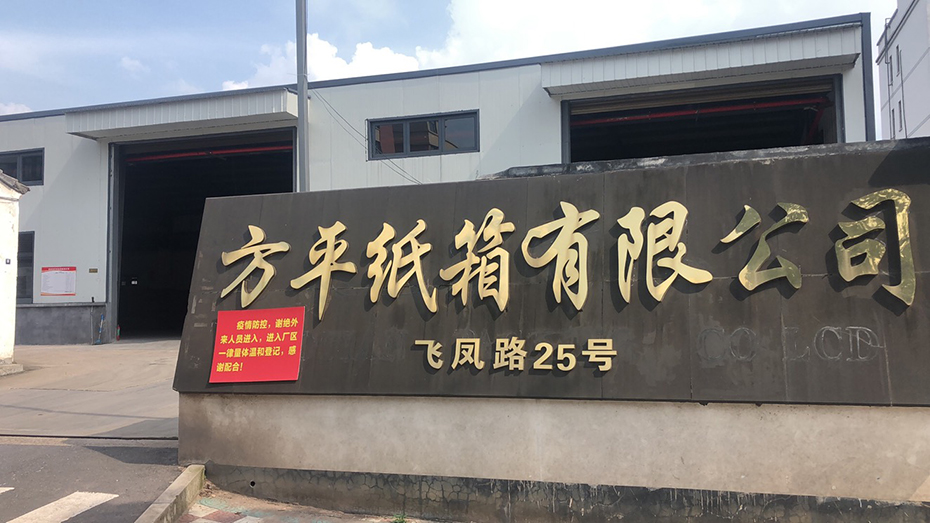 方平纸箱有限公司
飞凤路25号
疫情防控，谢绝外
来人员进入，进入厂区
一律量体温和登记，感
谢配合！